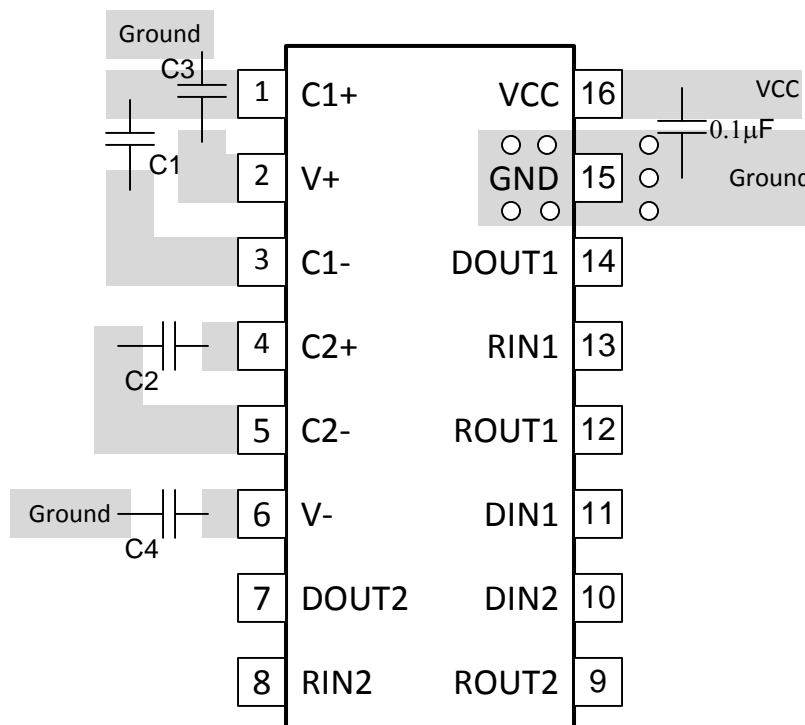 Ground
C3
1 C1+ VCC 16 VCC
C1
0.1μF
2 V+ GND 15 Ground
3 C1- DOUT1 14
4 C2+ RIN1 13
C2
5 C2- ROUT1 12
Ground 6 V- DIN1 11
C4
7 DOUT2 DIN2 10
8 RIN2 ROUT2 9